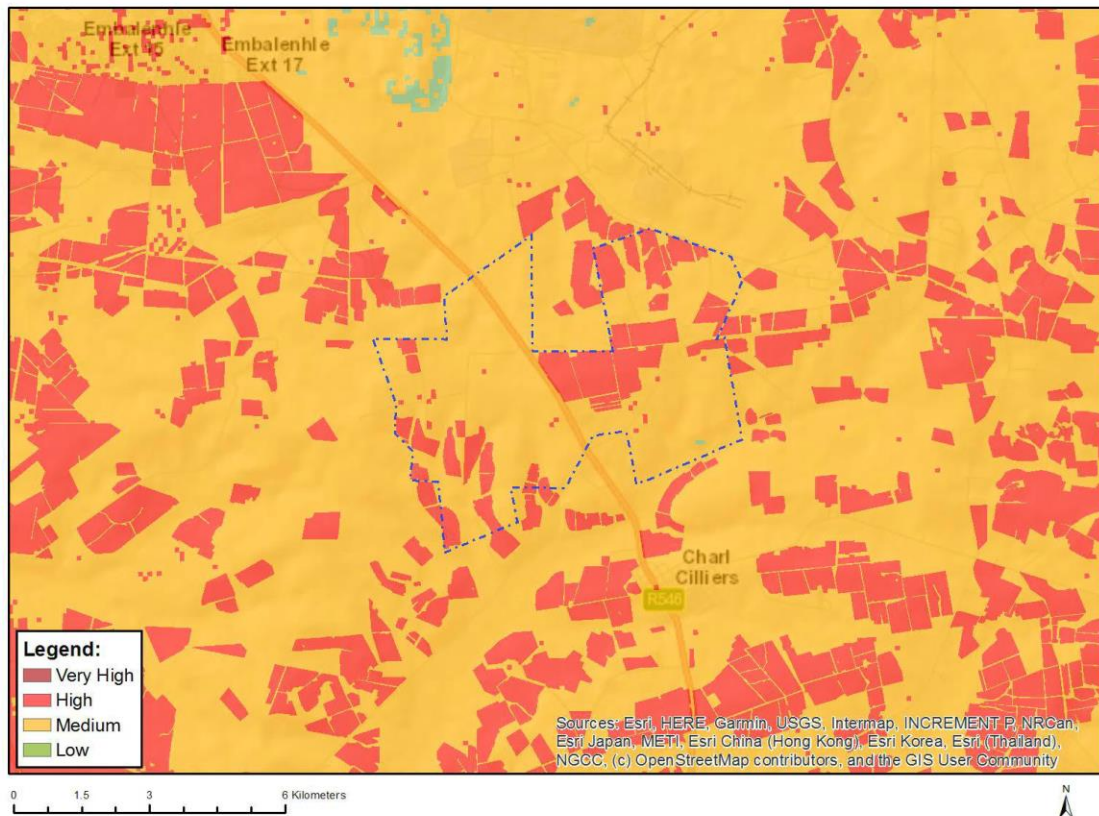 Embalenhle
Ext 15
Embalenhle
Ext 17
Charl
Cilliers
R546
Legend:
Very High
High
Medium
Low
Sources: Esri, HERE, Garmin, USGS, Intermap, INCREMENT P, NRCan,
Esri Japan, METI, Esri China (Hong Kong), Esri Korea, Esri (Thailand),
NGCC, (c) OpenStreetMap contributors, and the GIS User Community
0 1.5 3 6 Kilometers
N